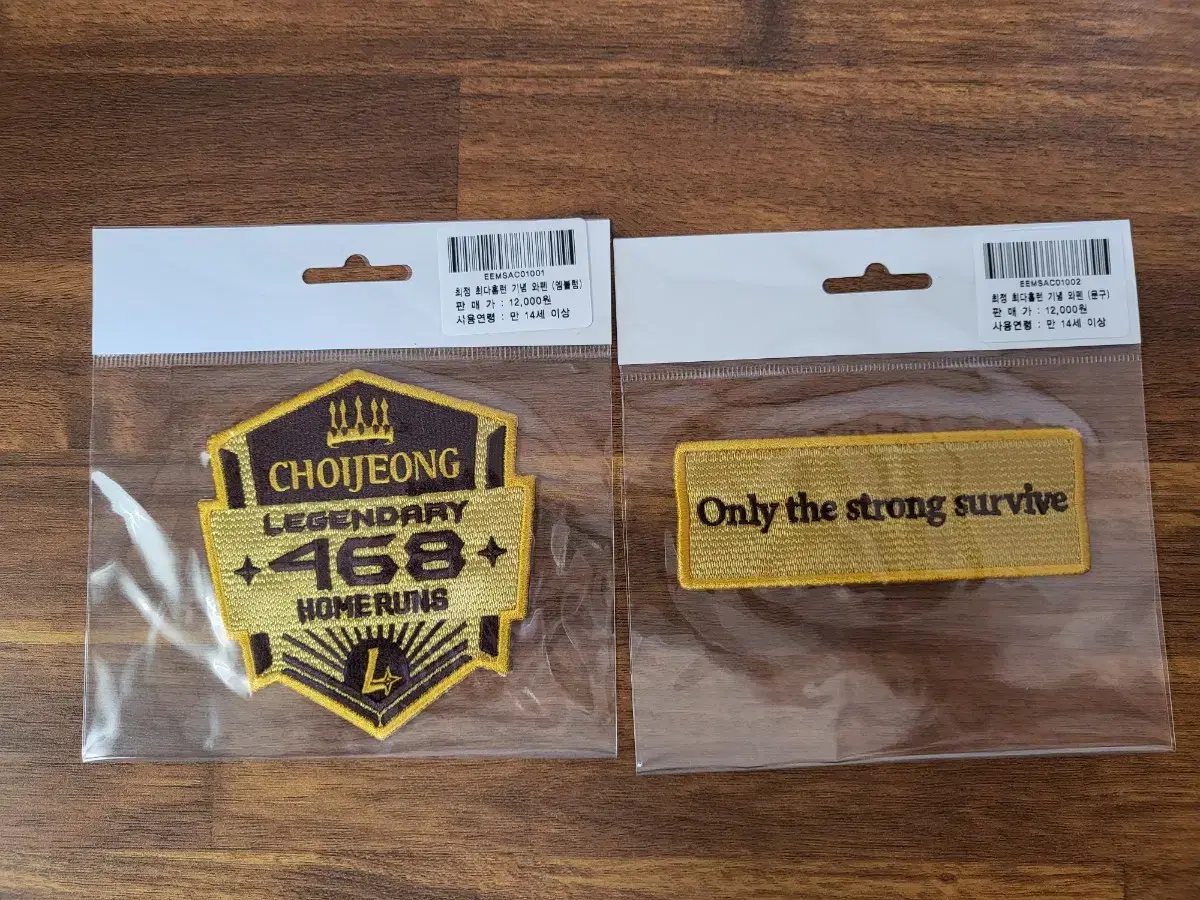 EEMSAC01001
최정 최다홈런 기념 와펜 (엠블럼)
판 매 가 : 12,000원
사용연령 : 만 14세 이상
CHOIJEONG
LEGENDARY
468
HOME RUNS
L
EEMSAC01002
최정 최다홈런 기념 와펜 (문구)
판 매 가 : 12,000원
사용연령 : 만 14세 이상
Only the strong survive